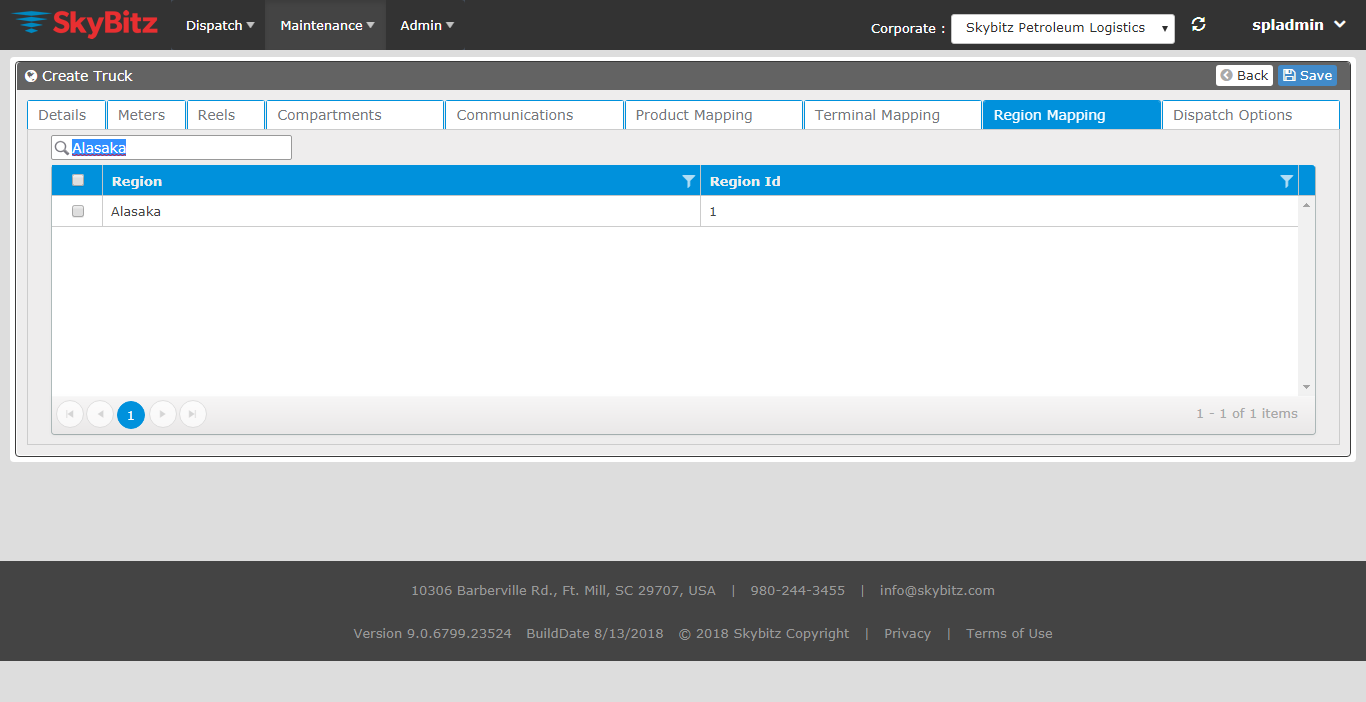 SkyBitz Dispatch Maintenance Admin Corporate : Skybitz Petroleum Logistics spladmin
Create Truck Back Save
Details Meters Reels Compartments Communications Product Mapping Terminal Mapping Region Mapping Dispatch Options
Alasaka
Region Region Id
Alasaka 1
1 1 - 1 of 1 items
10306 Barberville Rd., Ft. Mill, SC 29707, USA | 980-244-3455 | info@skybitz.com
Version 9.0.6799.23524 BuildDate 8/13/2018 © 2018 Skybitz Copyright | Privacy | Terms of Use